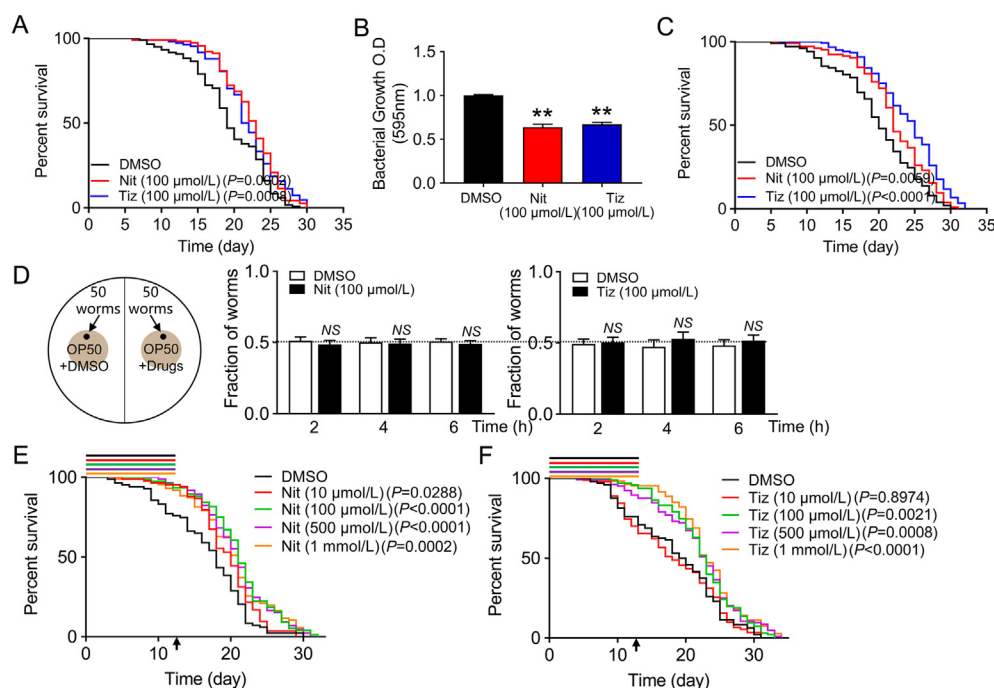 A
100
50
0
Percent survival
DMSO
Nit (100 μmol/L) (P=0.0002)
Tiz (100 μmol/L) (P=0.0008)
0 5 10 15 20 25 30 35
Time (day)
B
Bacterial Growth O.D
(595nm)
1.5
1.0
0.5
0.0
** **
DMSO Nit Tiz
(100 μmol/L) (100 μmol/L)
C
100
50
0
Percent survival
DMSO
Nit (100 μmol/L) (P=0.0059)
Tiz (100 μmol/L) (P<0.0001)
0 5 10 15 20 25 30 35
Time (day)
D
50 50
worms worms
OP50 OP50
+DMSO +Drugs
Fraction of worms
1.0
0.5
0.0
DMSO
Nit (100 μmol/L)
NS NS NS
2 4 6 Time (h)
Fraction of worms
1.0
0.5
0.0
DMSO
Tiz (100 μmol/L)
NS NS NS
2 4 6 Time (h)
E
100
50
0
Percent survival
DMSO
Nit (10 μmol/L) (P=0.0288)
Nit (100 μmol/L) (P<0.0001)
Nit (500 μmol/L) (P<0.0001)
Nit (1 mmol/L) (P=0.0002)
0 10 20 30
Time (day)
F
100
50
0
Percent survival
DMSO
Tiz (10 μmol/L) (P=0.8974)
Tiz (100 μmol/L) (P=0.0021)
Tiz (500 μmol/L) (P=0.0008)
Tiz (1 mmol/L) (P<0.0001)
0 10 20 30
Time (day)